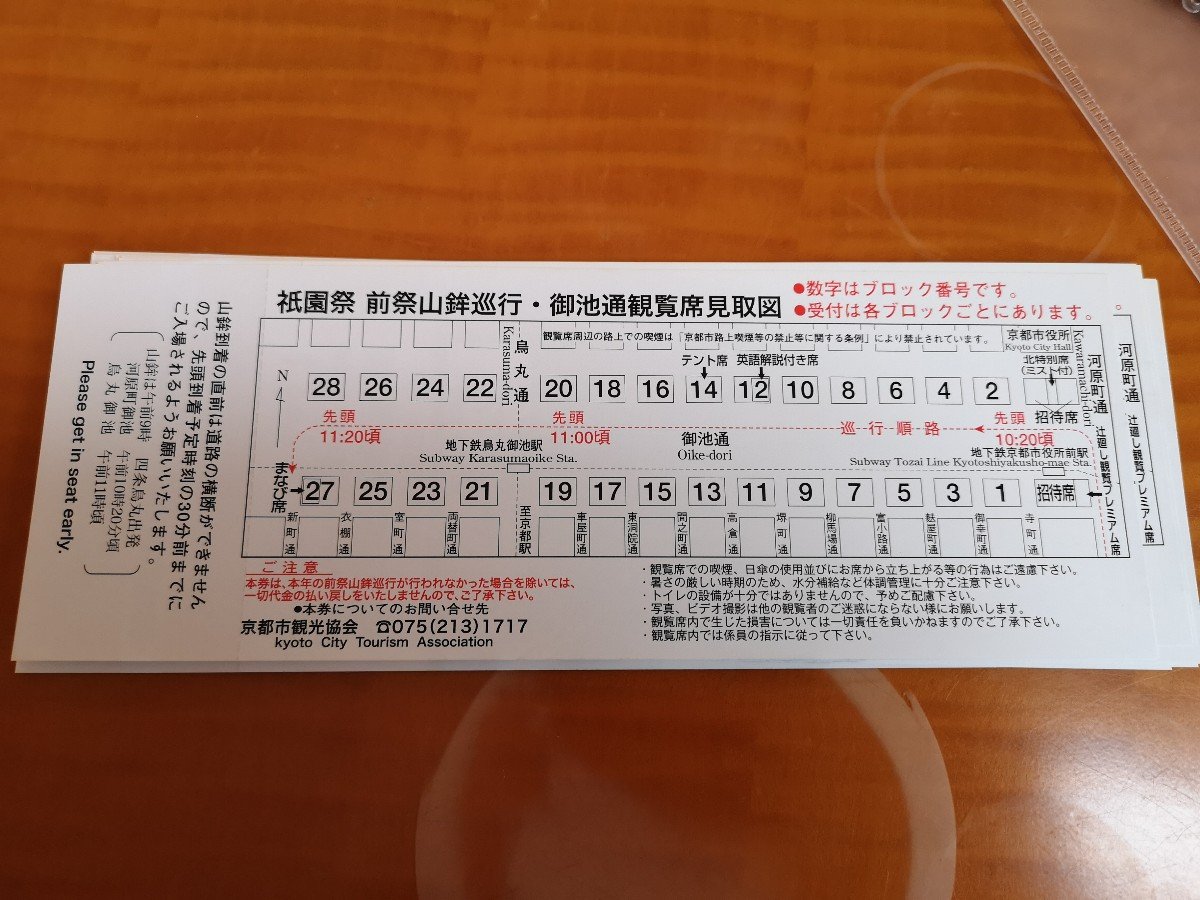 祇園祭 前祭山鉾巡行・御池通観覧席見取図
●数字はブロック番号です。
●受付は各ブロックごとにあります。
。
観覧席周辺の路上での喫煙は「京都市路上喫煙等の禁止等に関する条例」により禁止されています。
京都市役所
Kyoto City Hall
烏丸通
Karasuma-dori
河原町通
Kawaramachi-dori
河原町通
テント席
英語解説付き席
北特別席
(ミスト付)
N
28 26 24 22 20 18 16 14 12 10 8 6 4 2
招待席
先頭
11:20頃
先頭
11:00頃
巡行順路
先頭
10:20頃
地下鉄烏丸御池駅
Subway Karasumaoike Sta.
御池通
Oike-dori
地下鉄京都市役所前駅
Subway Tozai Line Kyotoshiyakusho-mae Sta.
辻廻し観覧プレミアム席
辻廻し観覧プレミアム席
まなび席
27 25 23 21 19 17 15 13 11 9 7 5 3 1 招待席
新町通
衣棚通
室町通
両替町通
至京都駅
車屋町通
東洞院通
間之町通
高倉通
堺町通
柳馬場通
富小路通
麩屋町通
御幸町通
寺町通
ご注意
本券は、本年の前祭山鉾巡行が行われなかった場合を除いては、
一切代金の払い戻しをいたしませんので、ご了承下さい。
●本券についてのお問い合せ先
京都市観光協会 ☎075(213)1717
kyoto City Tourism Association
・観覧席での喫煙、日傘の使用並びにお席から立ち上がる等の行為はご遠慮下さい。
・暑さの厳しい時期のため、水分補給など体調管理に十分ご注意下さい。
・トイレの設備が十分ではありませんので、予めご配慮下さい。
・写真、ビデオ撮影は他の観覧者のご迷惑にならない様にお願いします。
・観覧席内で生じた損害については一切責任を負いかねますのでご了承下さい。
・観覧席内では係員の指示に従って下さい。
山鉾到着の直前は道路の横断ができません
ので、先頭到着予定時刻の30分前までに
ご入場されるようお願いいたします。
山鉾は午前9時 四条烏丸出発
河原町御池 午前10時20分頃
烏丸御池 午前11時頃
Please get in seat early.